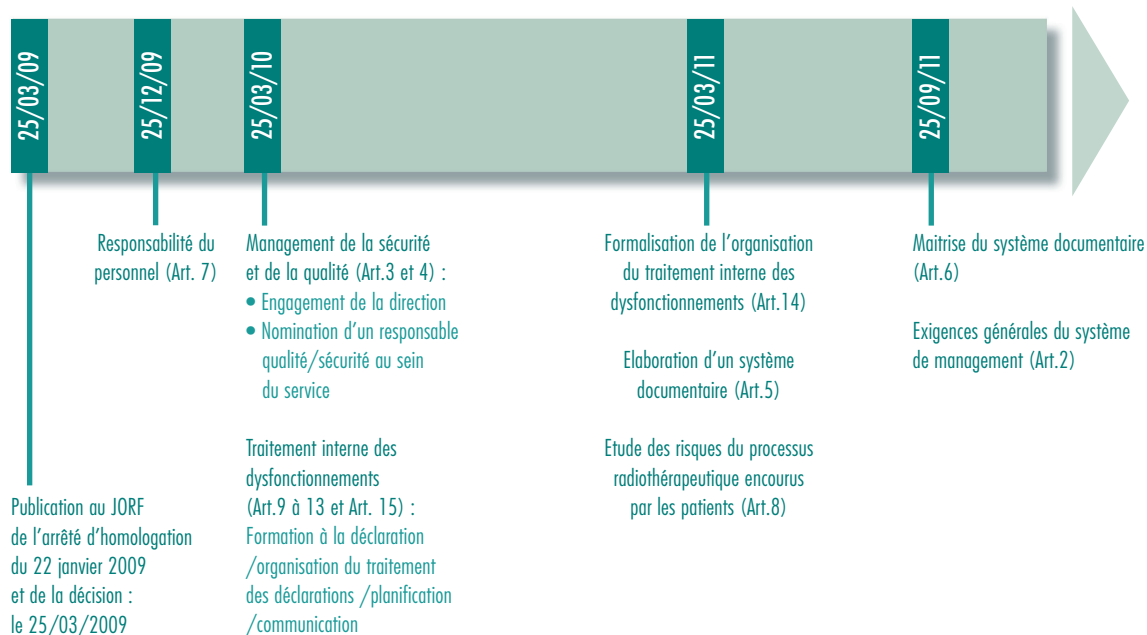 25/03/09
25/12/09
25/03/10
25/03/11
25/09/11
Publication au JORF
de l'arrêté d'homologation
du 22 janvier 2009
et de la décision :
le 25/03/2009
Responsabilité du
personnel (Art. 7)
Management de la sécurité
et de la qualité (Art.3 et 4) :
• Engagement de la direction
• Nomination d'un responsable
qualité/sécurité au sein
du service
Traitement interne des
dysfonctionnements
(Art.9 à 13 et Art. 15) :
Formation à la déclaration
/organisation du traitement
des déclarations /planification
/communication
Formalisation de l'organisation
du traitement interne des
dysfonctionnements (Art.14)
Elaboration d'un système
documentaire (Art.5)
Etude des risques du processus
radiothérapeutique encourus
par les patients (Art.8)
Maitrise du système documentaire
(Art.6)
Exigences générales du système
de management (Art.2)